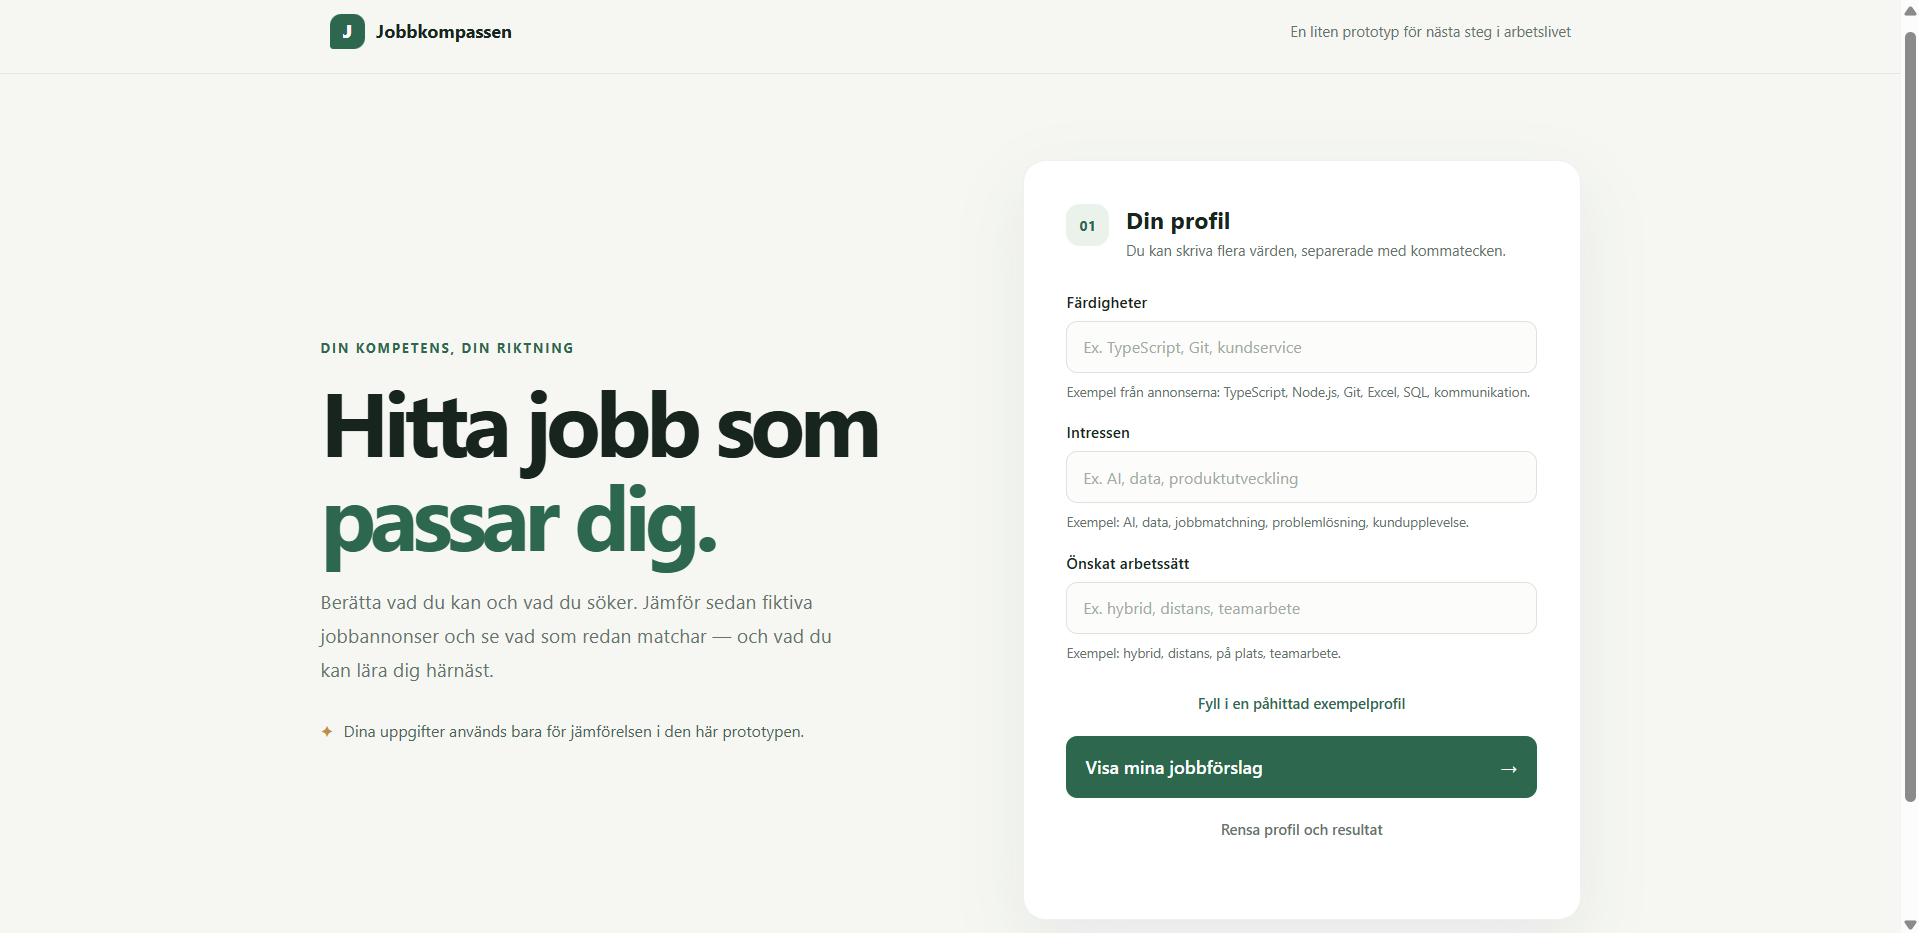 J
Jobbkompassen
En liten prototyp för nästa steg i arbetslivet
DIN KOMPETENS, DIN RIKTNING
Hitta jobb som
passar dig.
Berätta vad du kan och vad du söker. Jämför sedan fiktiva
jobbannonser och se vad som redan matchar — och vad du
kan lära dig härnäst.
✦ Dina uppgifter används bara för jämförelsen i den här prototypen.
01
Din profil
Du kan skriva flera värden, separerade med kommatecken.
Färdigheter
Ex. TypeScript, Git, kundservice
Exempel från annonserna: TypeScript, Node.js, Git, Excel, SQL, kommunikation.
Intressen
Ex. AI, data, produktutveckling
Exempel: AI, data, jobbmatchning, problemlösning, kundupplevelse.
Önskat arbetssätt
Ex. hybrid, distans, teamarbete
Exempel: hybrid, distans, på plats, teamarbete.
Fyll i en påhittad exempelprofil
Visa mina jobbförslag →
Rensa profil och resultat